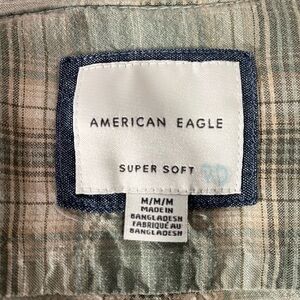 AMERICAN EAGLE
SUPER SOFT
M/M/M
MADE IN
BANGLADESH
FABRIQUÉ AU
BANGLADESH